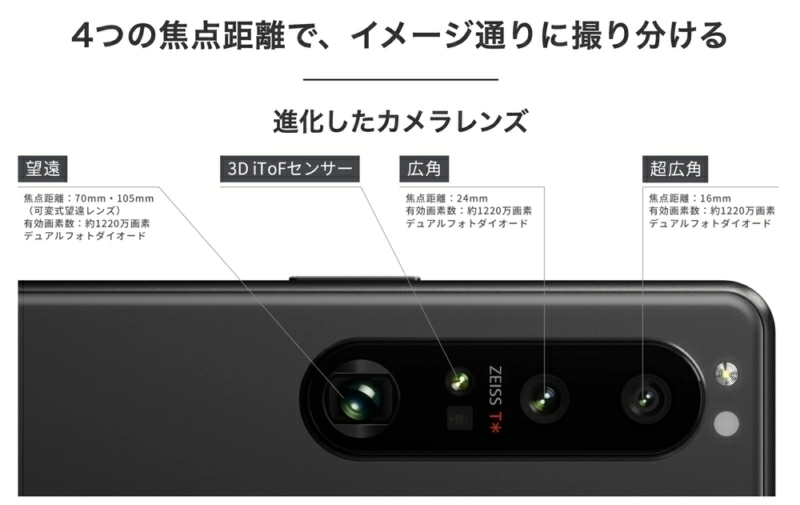 4つの焦点距離で、イメージ通りに撮り分ける
進化したカメラレンズ
望遠
焦点距離：70mm・105mm
（可変式望遠レンズ）
有効画素数：約1220万画素
デュアルフォトダイオード
3D iToFセンサー
広角
焦点距離：24mm
有効画素数：約1220万画素
デュアルフォトダイオード
超広角
焦点距離：16mm
有効画素数：約1220万画素
デュアルフォトダイオード
ZEISS T*